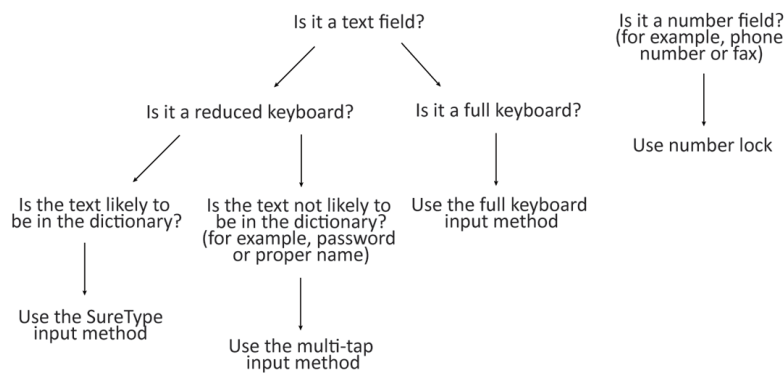 Is it a text field?
Is it a number field?
(for example, phone
number or fax)
Is it a reduced keyboard?
Is it a full keyboard?
Use number lock
Is the text likely to
be in the dictionary?
Is the text not likely to
be in the dictionary?
(for example, password
or proper name)
Use the full keyboard
input method
Use the SureType
input method
Use the multi-tap
input method